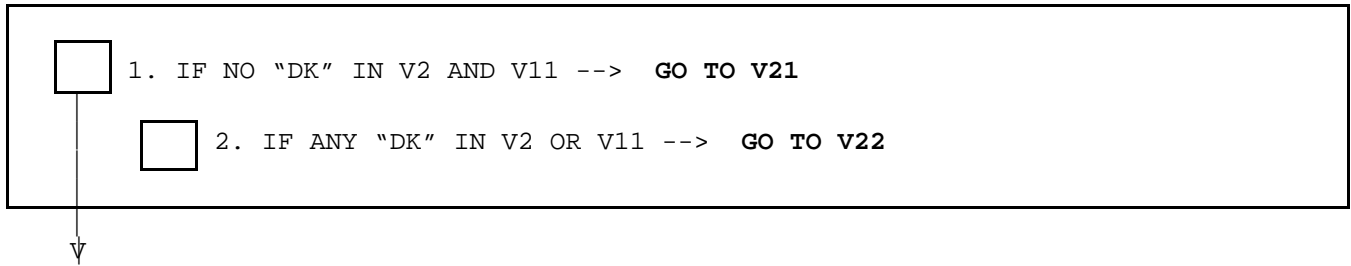 1. IF NO “DK” IN V2 AND V11 --> GO TO V21
2. IF ANY “DK” IN V2 OR V11 --> GO TO V22
V